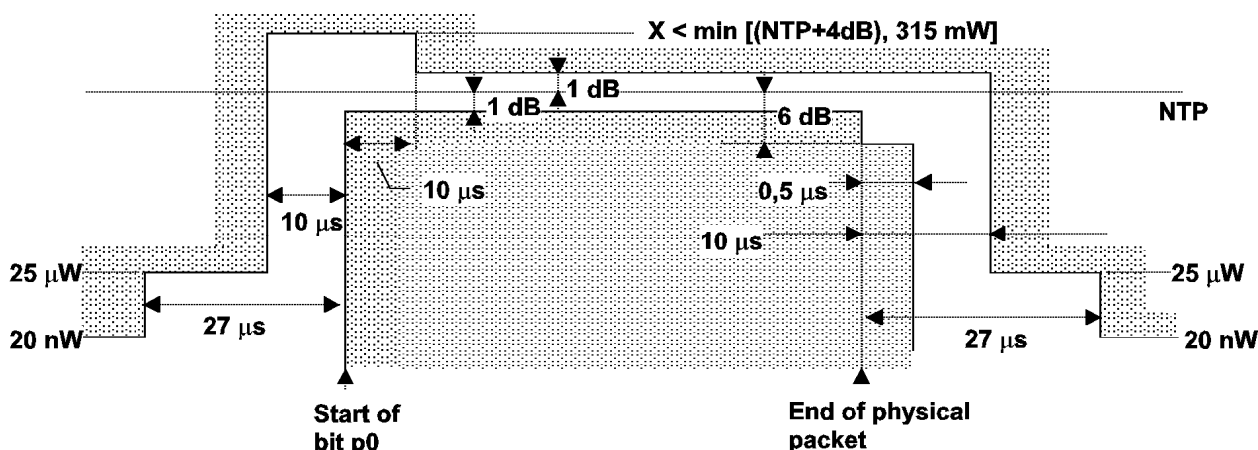 X < min [(NTP+4dB), 315 mW]
1 dB
1 dB
6 dB
NTP
10 μs
0,5 μs
10 μs
10 μs
25 μW
25 μW
27 μs
27 μs
20 nW
20 nW
Start of
bit p0
End of physical
packet